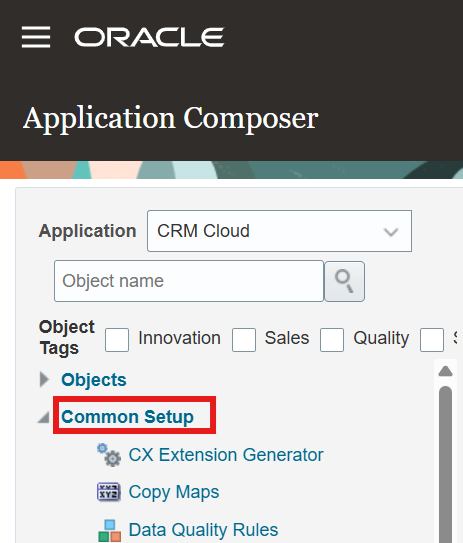 ORACLE
Application Composer
Application CRM Cloud
Object name
Object
Tags Innovation Sales Quality
Objects
Common Setup
CX Extension Generator
Copy Maps
Data Quality Rules